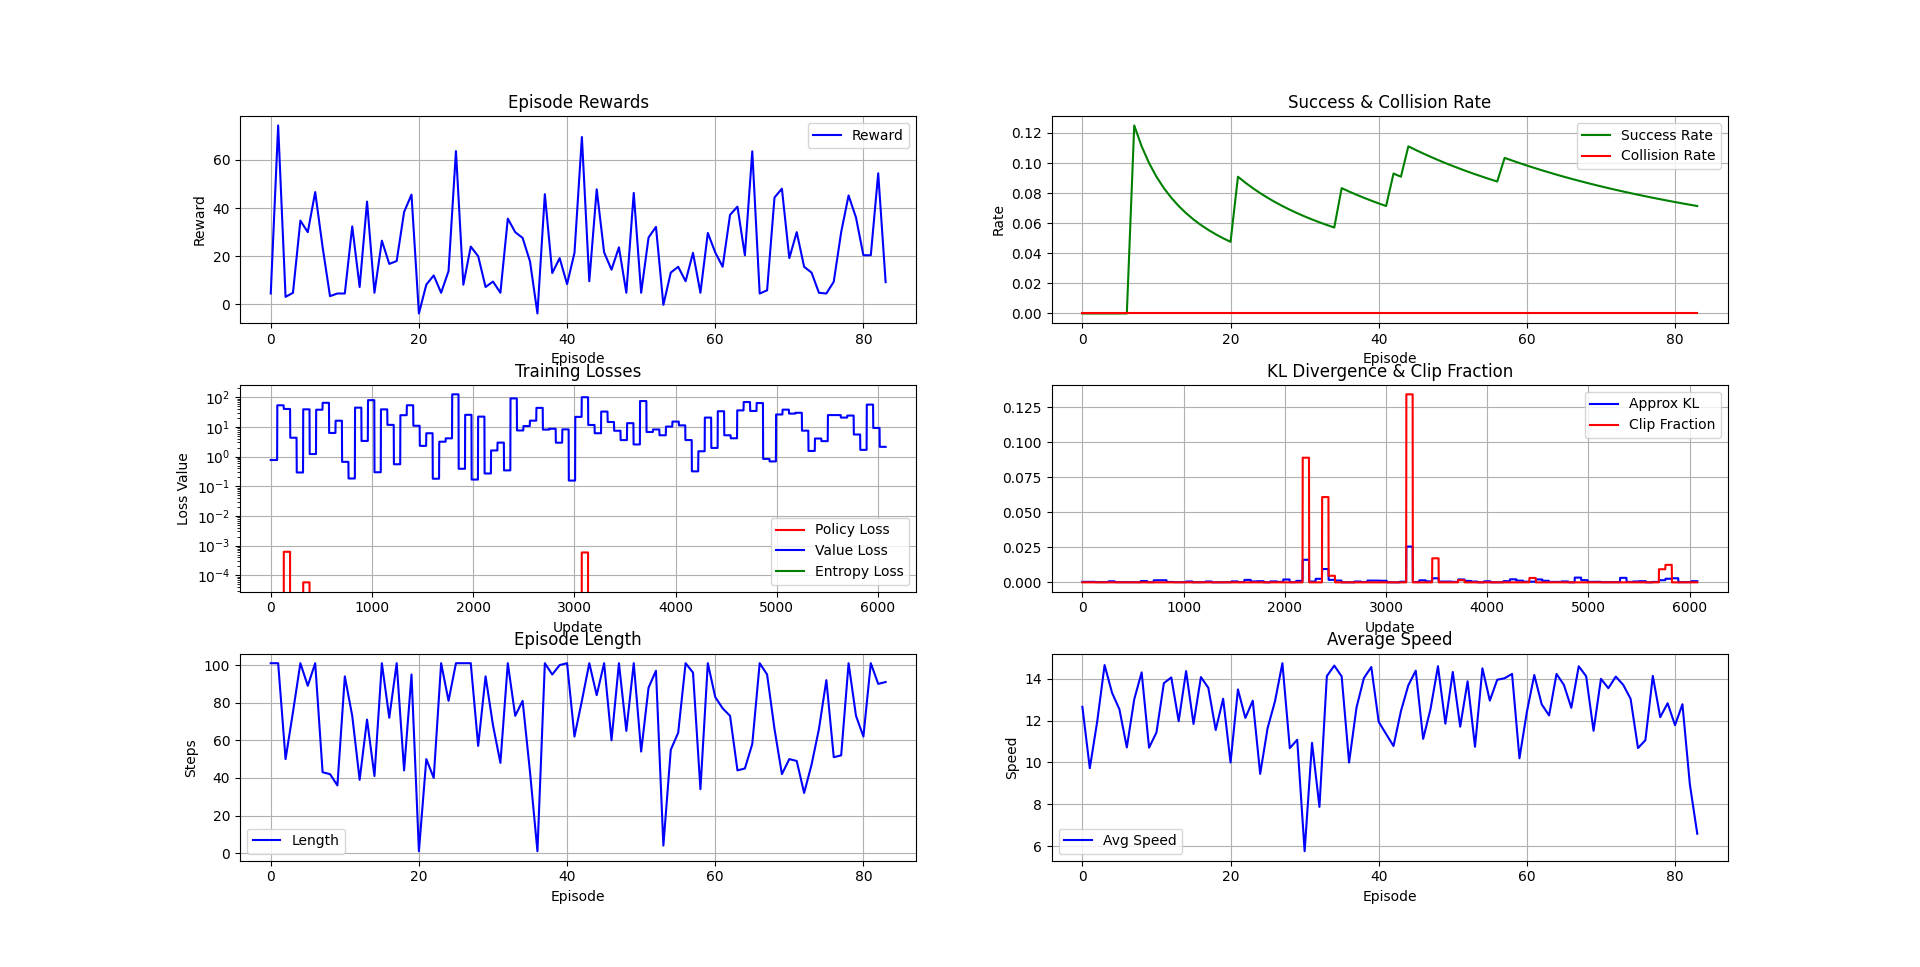 Episode Rewards
Reward
60
40
20
0
Reward
0 20 40 60 80
Episode
Success & Collision Rate
Success Rate
Collision Rate
0.12
0.10
0.08
0.06
0.04
0.02
0.00
Rate
0 20 40 60 80
Episode
Training Losses
10²
10¹
10⁰
10⁻¹
10⁻²
10⁻³
10⁻⁴
Loss Value
Policy Loss
Value Loss
Entropy Loss
0 1000 2000 3000 4000 5000 6000
Update
KL Divergence & Clip Fraction
Approx KL
Clip Fraction
0.125
0.100
0.075
0.050
0.025
0.000
0 1000 2000 3000 4000 5000 6000
Update
Episode Length
100
80
60
40
20
0
Steps
Length
0 20 40 60 80
Episode
Average Speed
14
12
10
8
6
Speed
Avg Speed
0 20 40 60 80
Episode